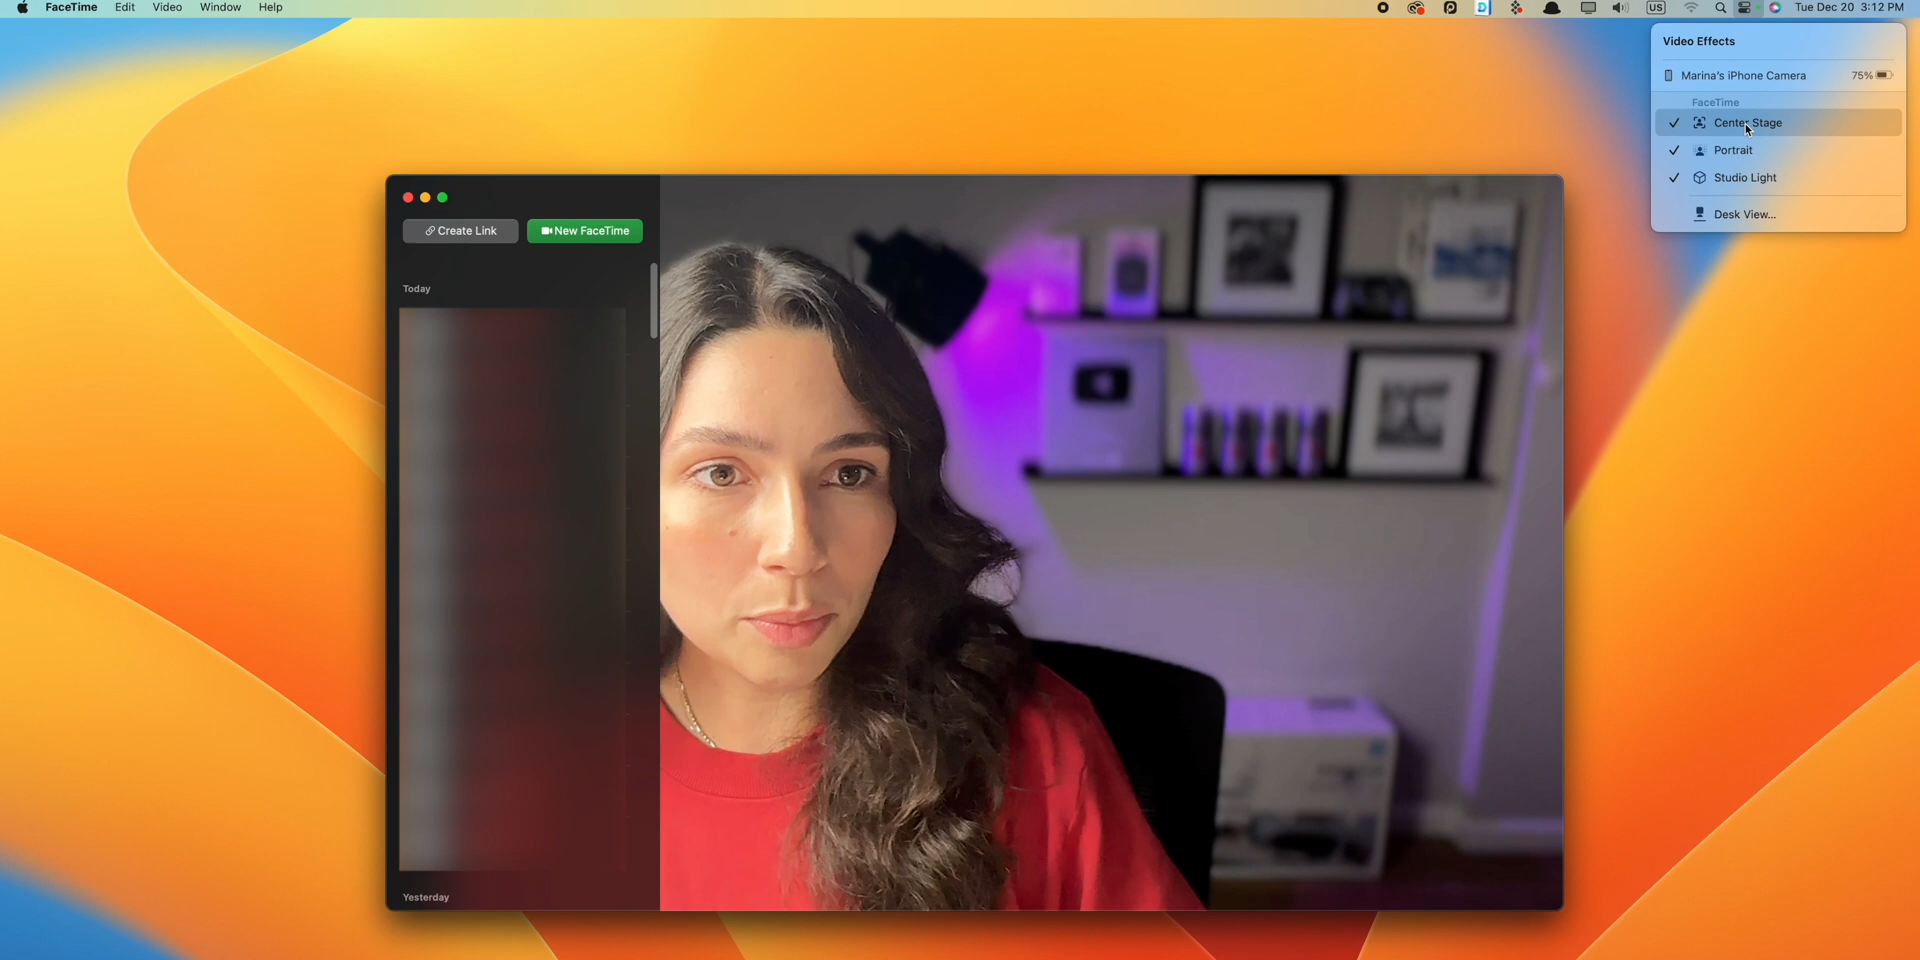 FaceTime Edit Video Window Help
US Tue Dec 20 3:12 PM
Video Effects
Marina's iPhone Camera 75%
FaceTime
Center Stage
Portrait
Studio Light
Desk View...
Create Link New FaceTime
Today
Yesterday